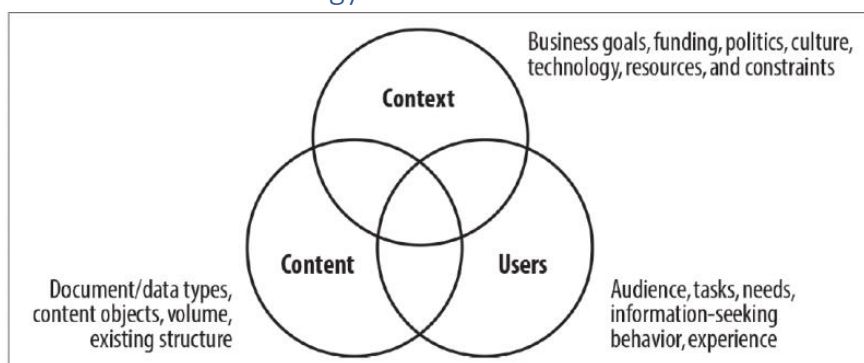 Business goals, funding, politics, culture,
technology, resources, and constraints
Context
Content
Users
Document/data types,
content objects, volume,
existing structure
Audience, tasks, needs,
information-seeking
behavior, experience